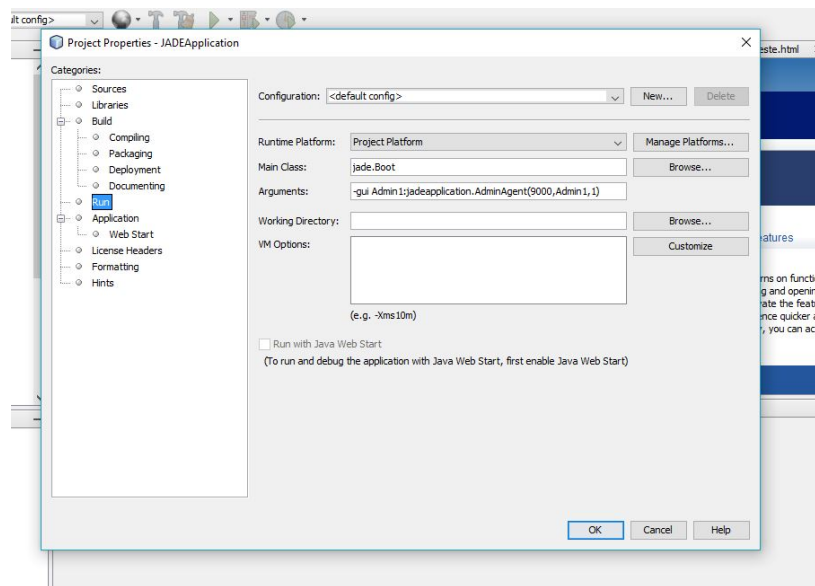 ult config>
Project Properties - JADEApplication
este.html
Categories:
Sources
Libraries
Build
Compiling
Packaging
Deployment
Documenting
Run
Application
Web Start
License Headers
Formatting
Hints
Configuration: <default config> New... Delete
Runtime Platform: Project Platform Manage Platforms...
Main Class: jade.Boot Browse...
Arguments: -gui Admin1:jadeapplication.AdminAgent(9000,Admin1,1)
Working Directory: Browse...
VM Options: Customize
(e.g. -Xms10m)
Run with Java Web Start
(To run and debug the application with Java Web Start, first enable Java Web Start)
eatures
rns on functi
g and openin
rate the feat
ence quicker a
, you can ac
OK Cancel Help